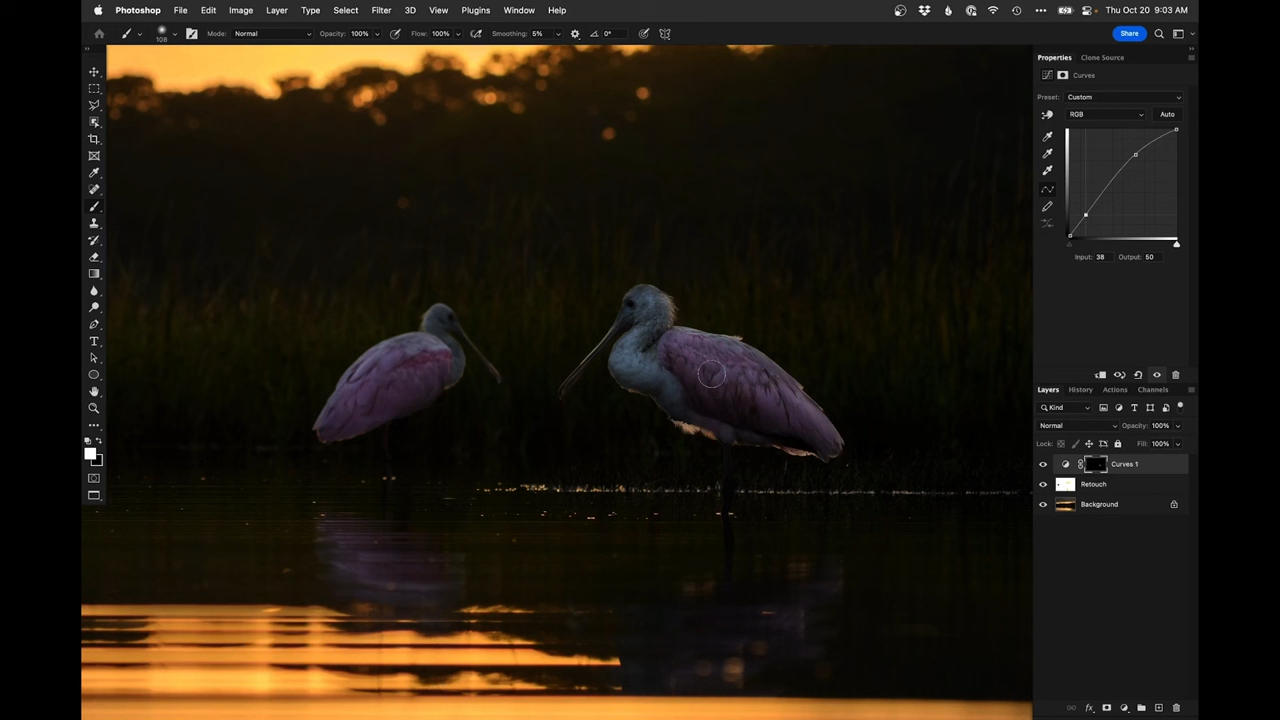 Photoshop File Edit Image Layer Type Select Filter 3D View Plugins Window Help Thu Oct 20 9:03 AM
108 Mode: Normal Opacity: 100% Flow: 100% Smoothing: 5% 0° Share
Properties Clone Source
Curves
Preset: Custom
RGB Auto
Input: 38 Output: 50
Layers History Actions Channels
Kind
Normal Opacity: 100%
Lock: Fill: 100%
Curves 1
Retouch
Background